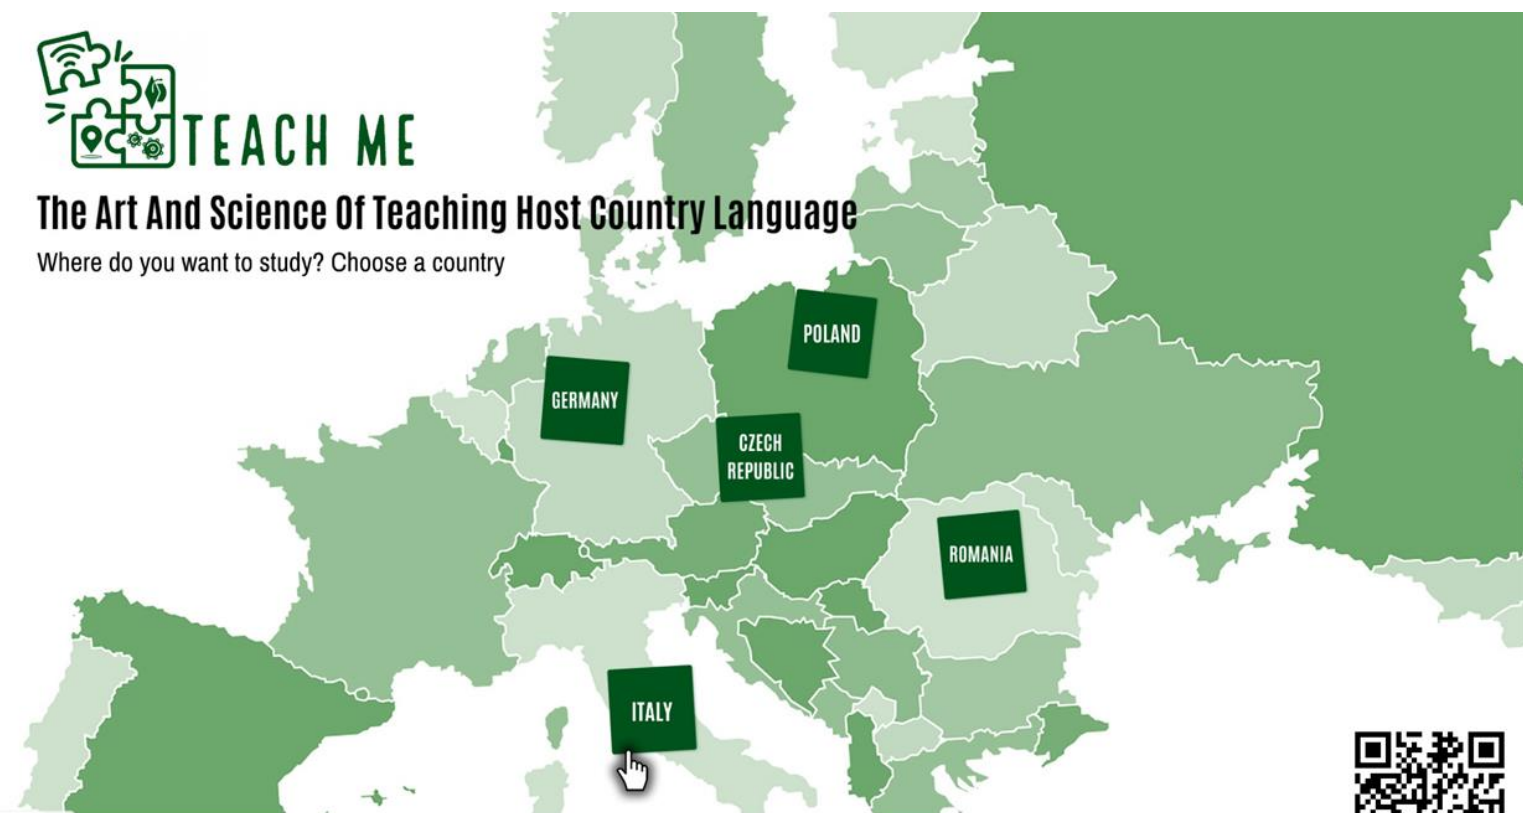 TEACH ME
The Art And Science Of Teaching Host Country Language
Where do you want to study? Choose a country
POLAND
GERMANY
CZECH
REPUBLIC
ROMANIA
ITALY